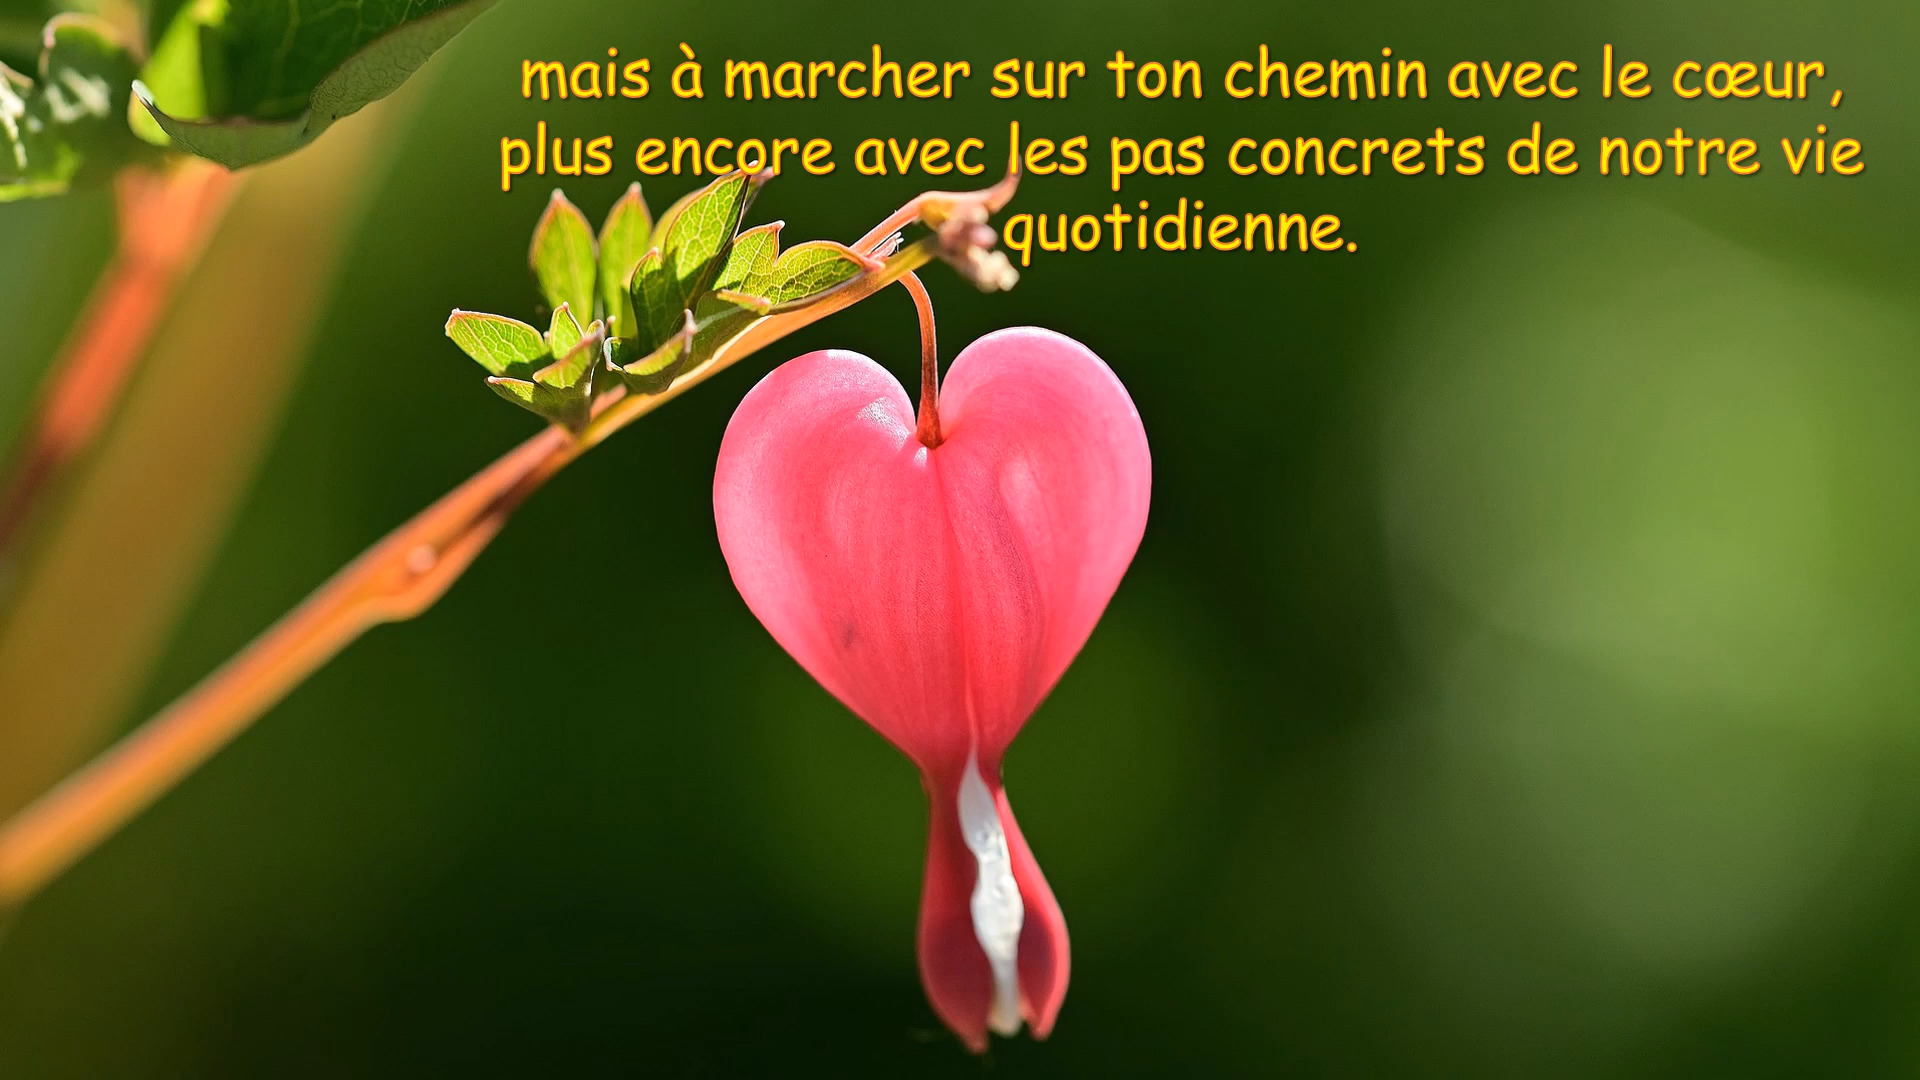 mais à marcher sur ton chemin avec le cœur,
plus encore avec les pas concrets de notre vie
quotidienne.